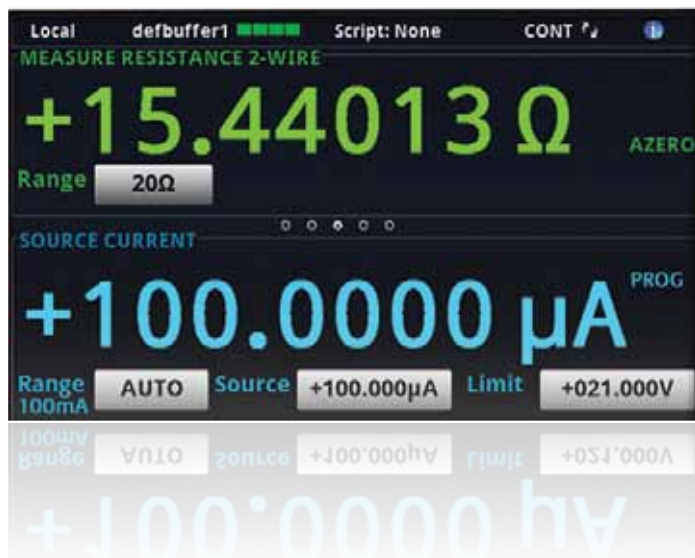 Local defbuffer1 Script: None CONT
MEASURE RESISTANCE 2-WIRE
+15.44013 Ω AZERO
Range 20Ω
SOURCE CURRENT
+100.0000 µA PROG
Range AUTO Source +100.000µA Limit +021.000V
100mA